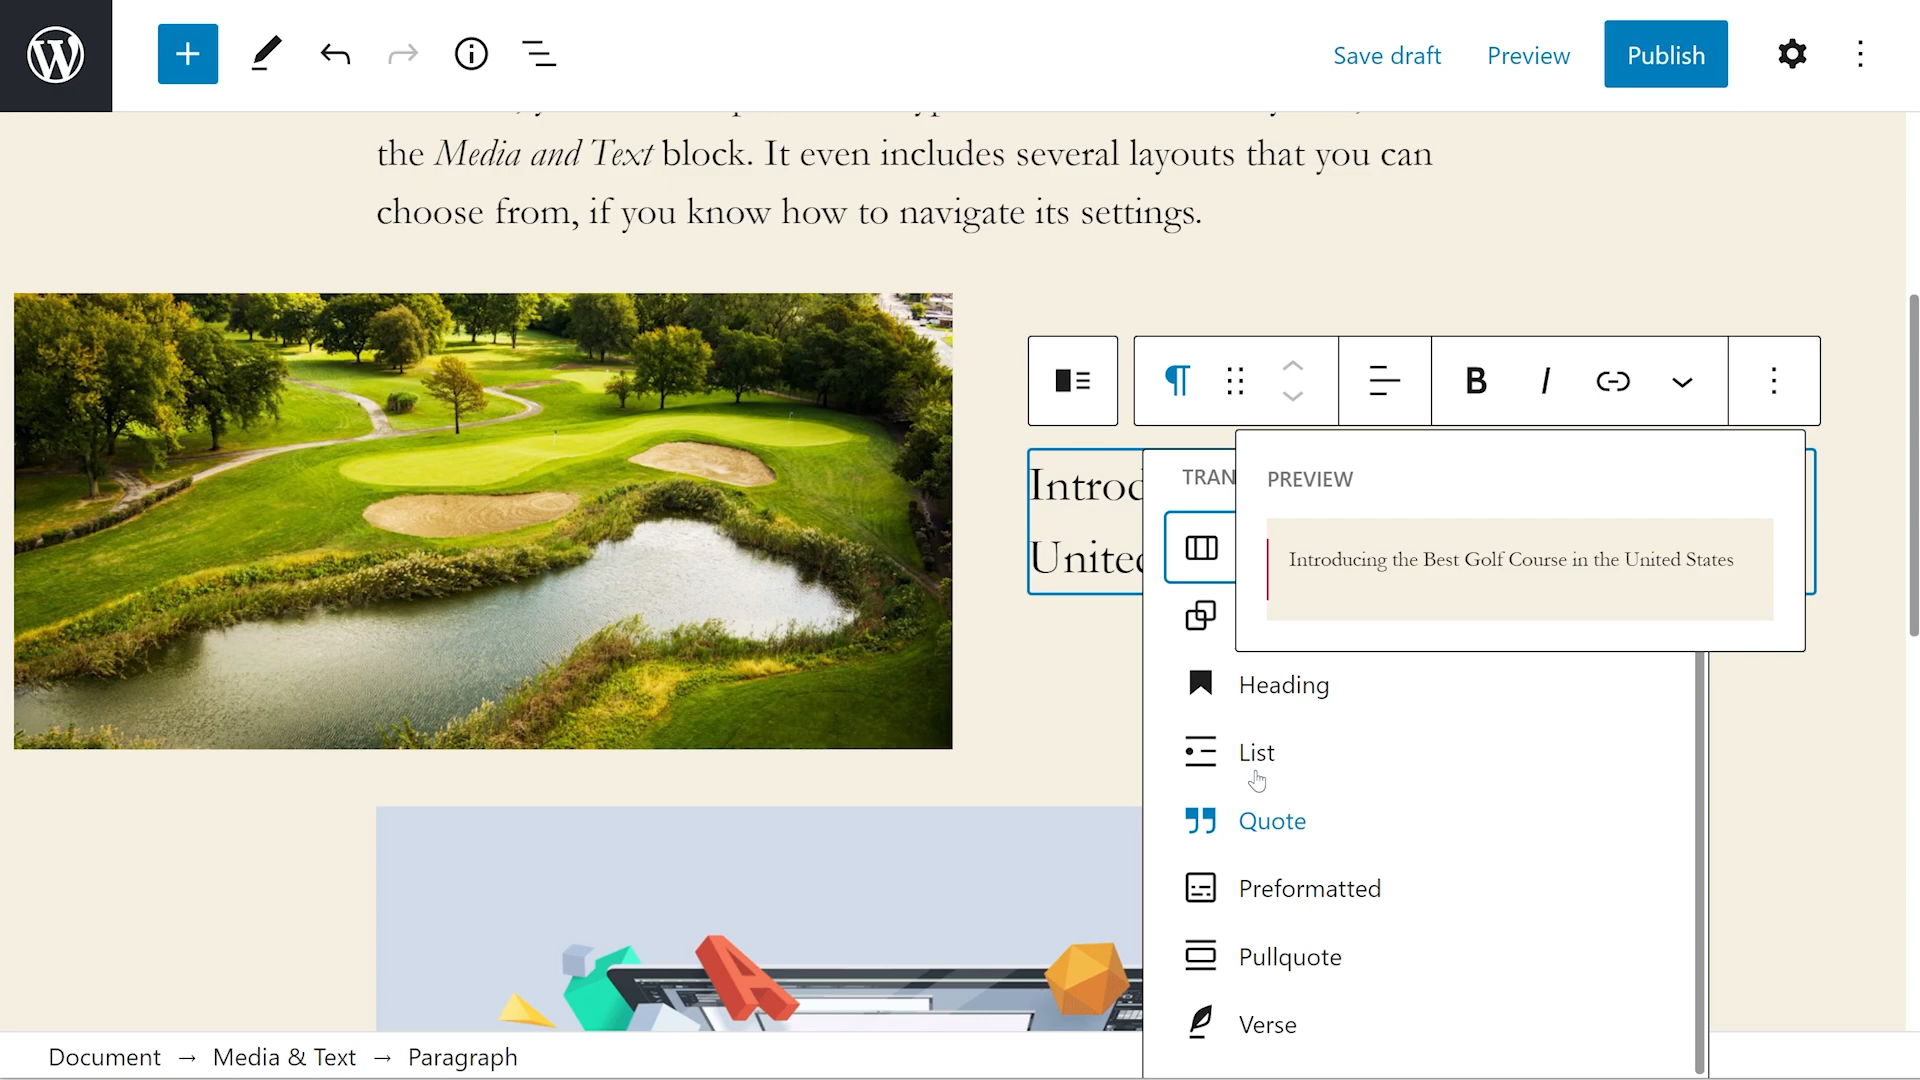 Save draft
Preview
Publish
the Media and Text block. It even includes several layouts that you can
choose from, if you know how to navigate its settings.
B I
Introd
United
TRAN
PREVIEW
Introducing the Best Golf Course in the United States
Heading
List
Quote
Preformatted
Pullquote
Verse
Document → Media & Text → Paragraph